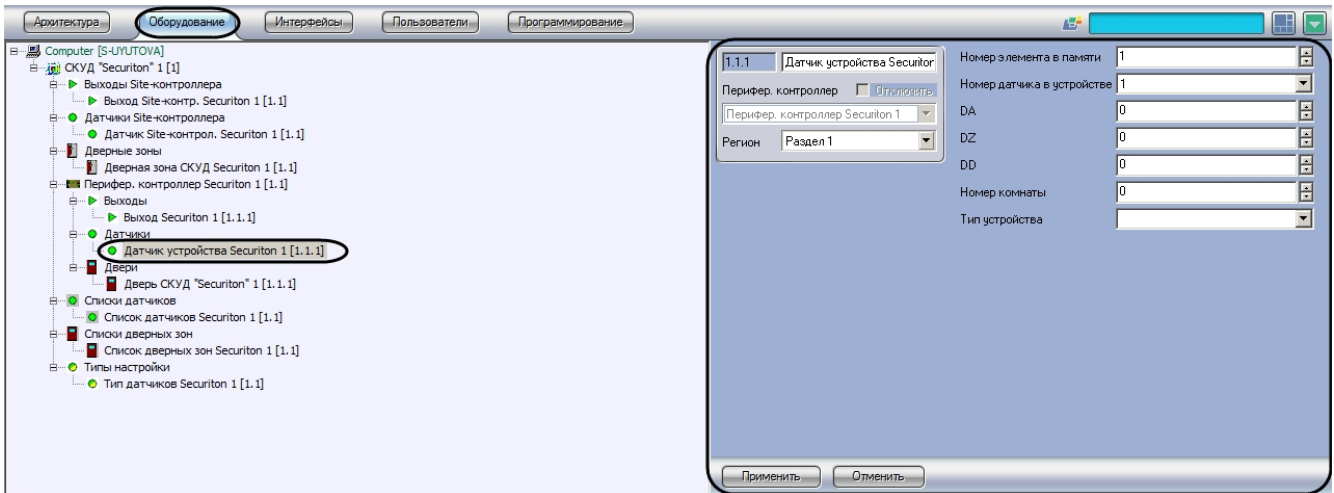 Архитектура Оборудование Интерфейсы Пользователи Программирование
Computer [S-UYUTOVA]
СКУД "Securiton" 1 [1]
Выходы Site-контроллера
Выход Site-контр. Securiton 1 [1.1]
Датчики Site-контроллера
Датчик Site-контрол. Securiton 1 [1.1]
Дверные зоны
Дверная зона СКУД Securiton 1 [1.1]
Перифер. контроллер Securiton 1 [1.1]
Выходы
Выход Securiton 1 [1.1.1]
Датчики
Датчик устройства Securiton 1 [1.1.1]
Двери
Дверь СКУД "Securiton" 1 [1.1.1]
Списки датчиков
Список датчиков Securiton 1 [1.1]
Списки дверных зон
Список дверных зон Securiton 1 [1.1]
Типы настройки
Тип датчиков Securiton 1 [1.1]
1.1.1 Датчик устройства Securitor
Перифер. контроллер Отключить
Перифер. контроллер Securiton 1
Регион Раздел 1
Номер элемента в памяти 1
Номер датчика в устройстве 1
DA 0
DZ 0
DD 0
Номер комнаты 0
Тип устройства
Применить Отменить